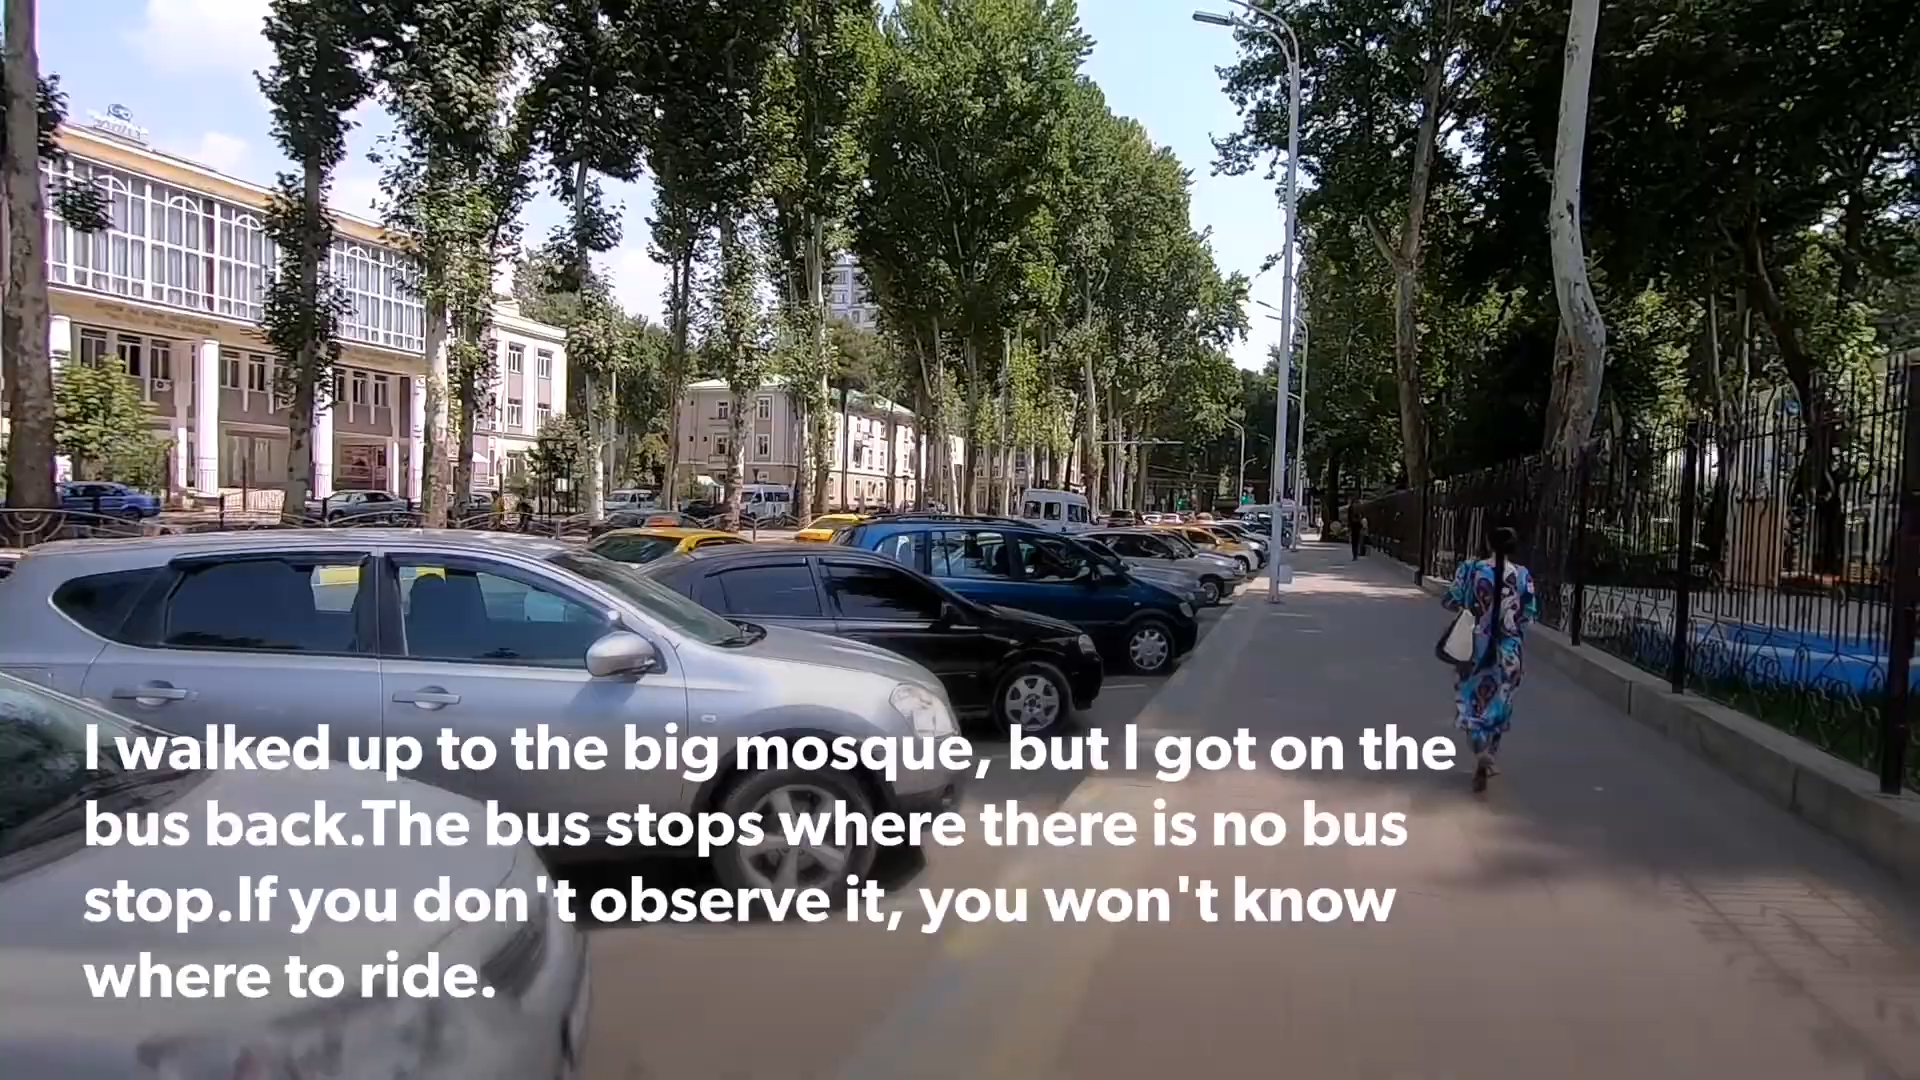 I walked up to the big mosque, but I got on the
bus back.The bus stops where there is no bus
stop.If you don't observe it, you won't know
where to ride.